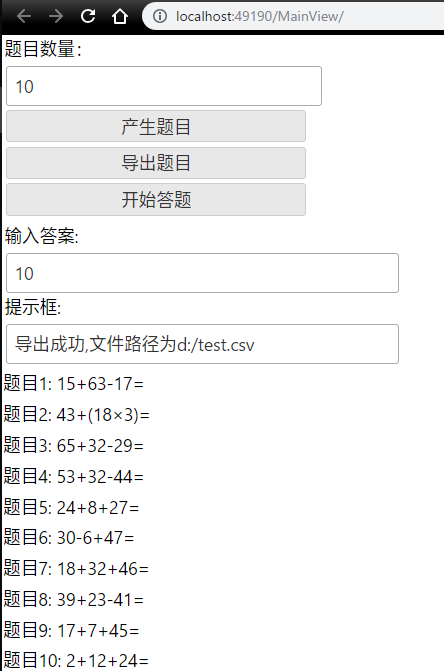 localhost:49190/MainView/
题目数量:
10
产生题目
导出题目
开始答题
输入答案:
10
提示框:
导出成功,文件路径为d:/test.csv
题目1: 15+63-17=
题目2: 43+(18×3)=
题目3: 65+32-29=
题目4: 53+32-44=
题目5: 24+8+27=
题目6: 30-6+47=
题目7: 18+32+46=
题目8: 39+23-41=
题目9: 17+7+45=
题目10: 2+12+24=